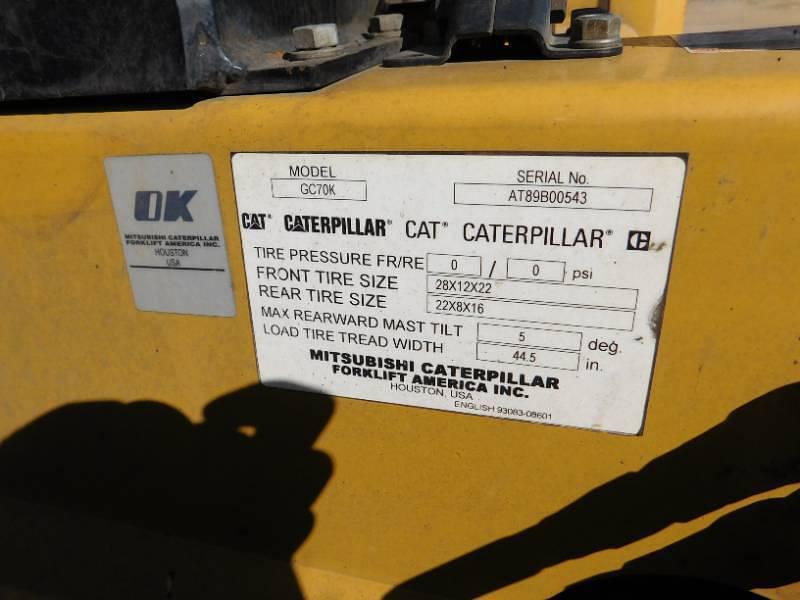 OK
MITSUBISHI CATERPILLAR
FORKLIFT AMERICA INC.
HOUSTON
USA
MODEL
GC70K
SERIAL No.
AT89B00543
CAT® CATERPILLAR® CAT® CATERPILLAR® C
TIRE PRESSURE FR/RE 0 / 0 psi
FRONT TIRE SIZE 28X12X22
REAR TIRE SIZE 22X8X16
MAX REARWARD MAST TILT 5 deg.
LOAD TIRE TREAD WIDTH 44.5 in.
MITSUBISHI CATERPILLAR
FORKLIFT AMERICA INC.
HOUSTON, USA
ENGLISH 93083-08601